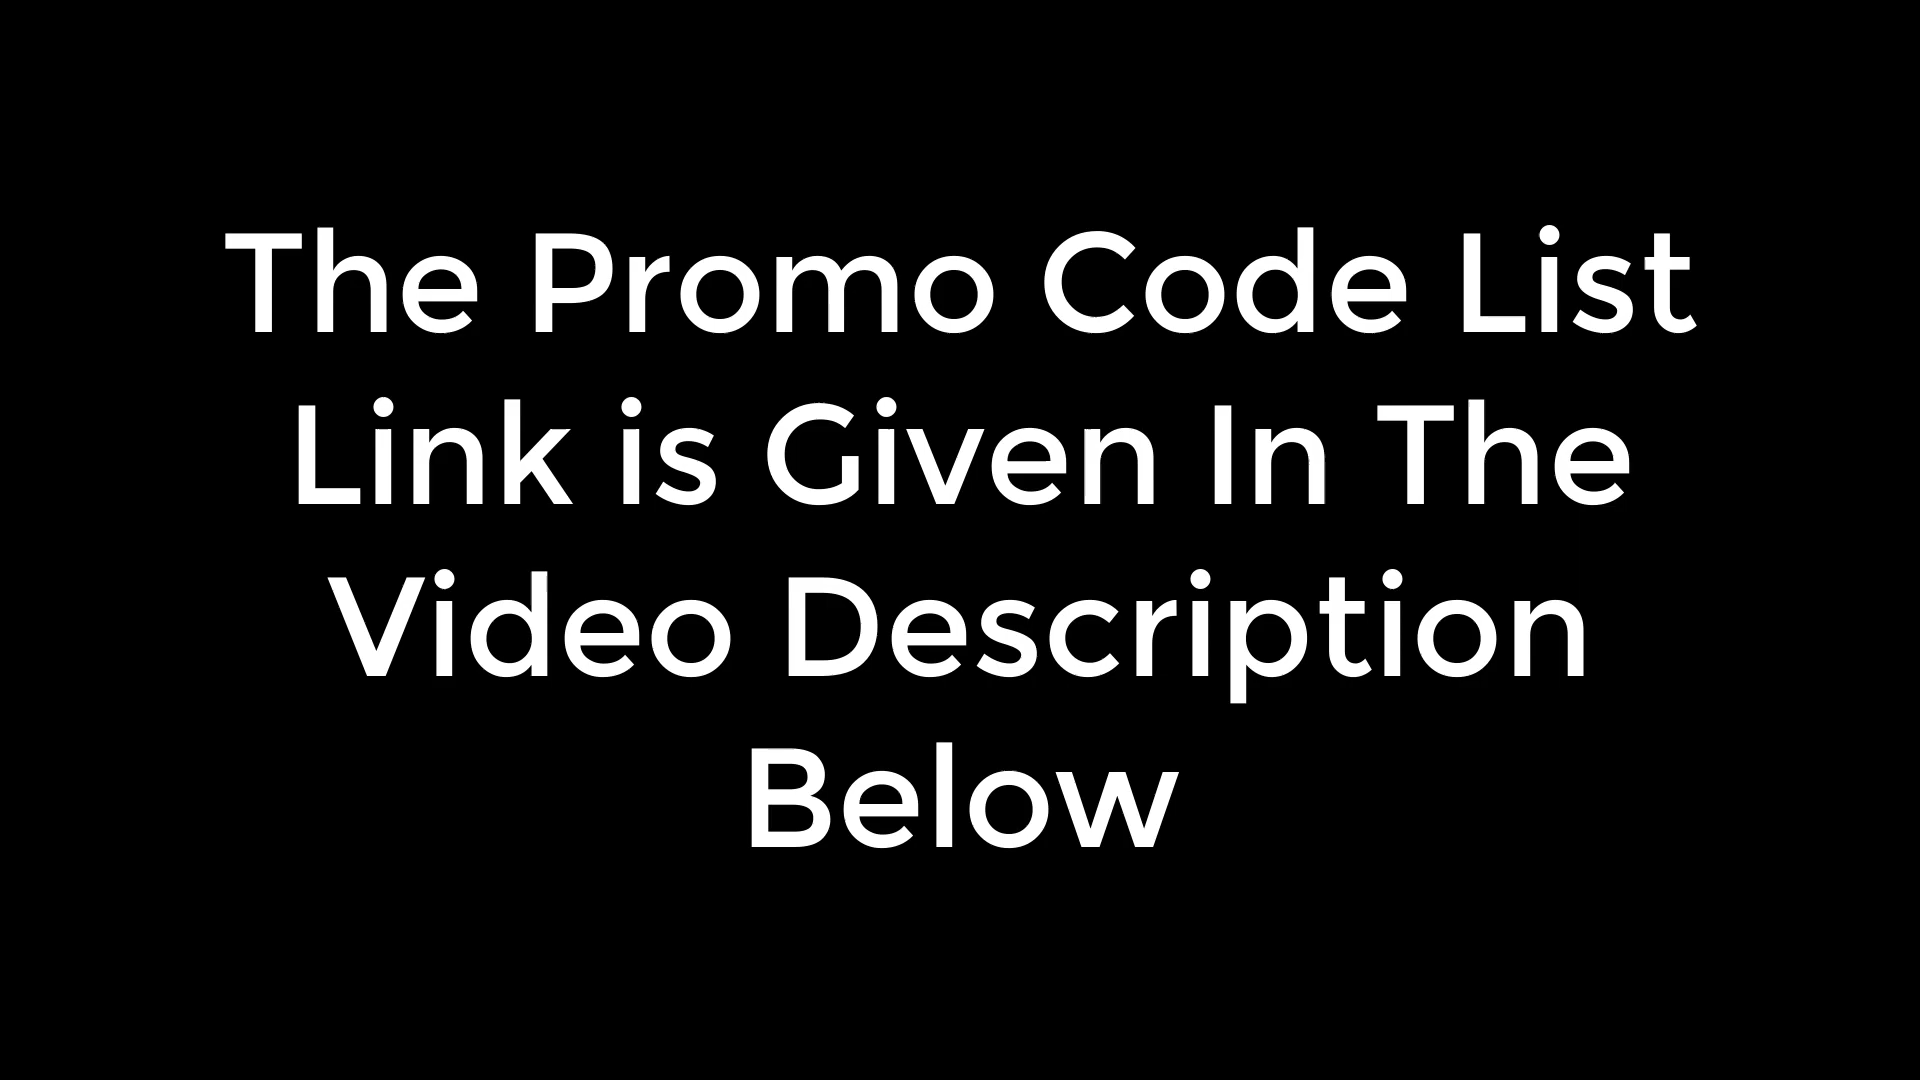 The Promo Code List
Link is Given In The
Video Description
Below